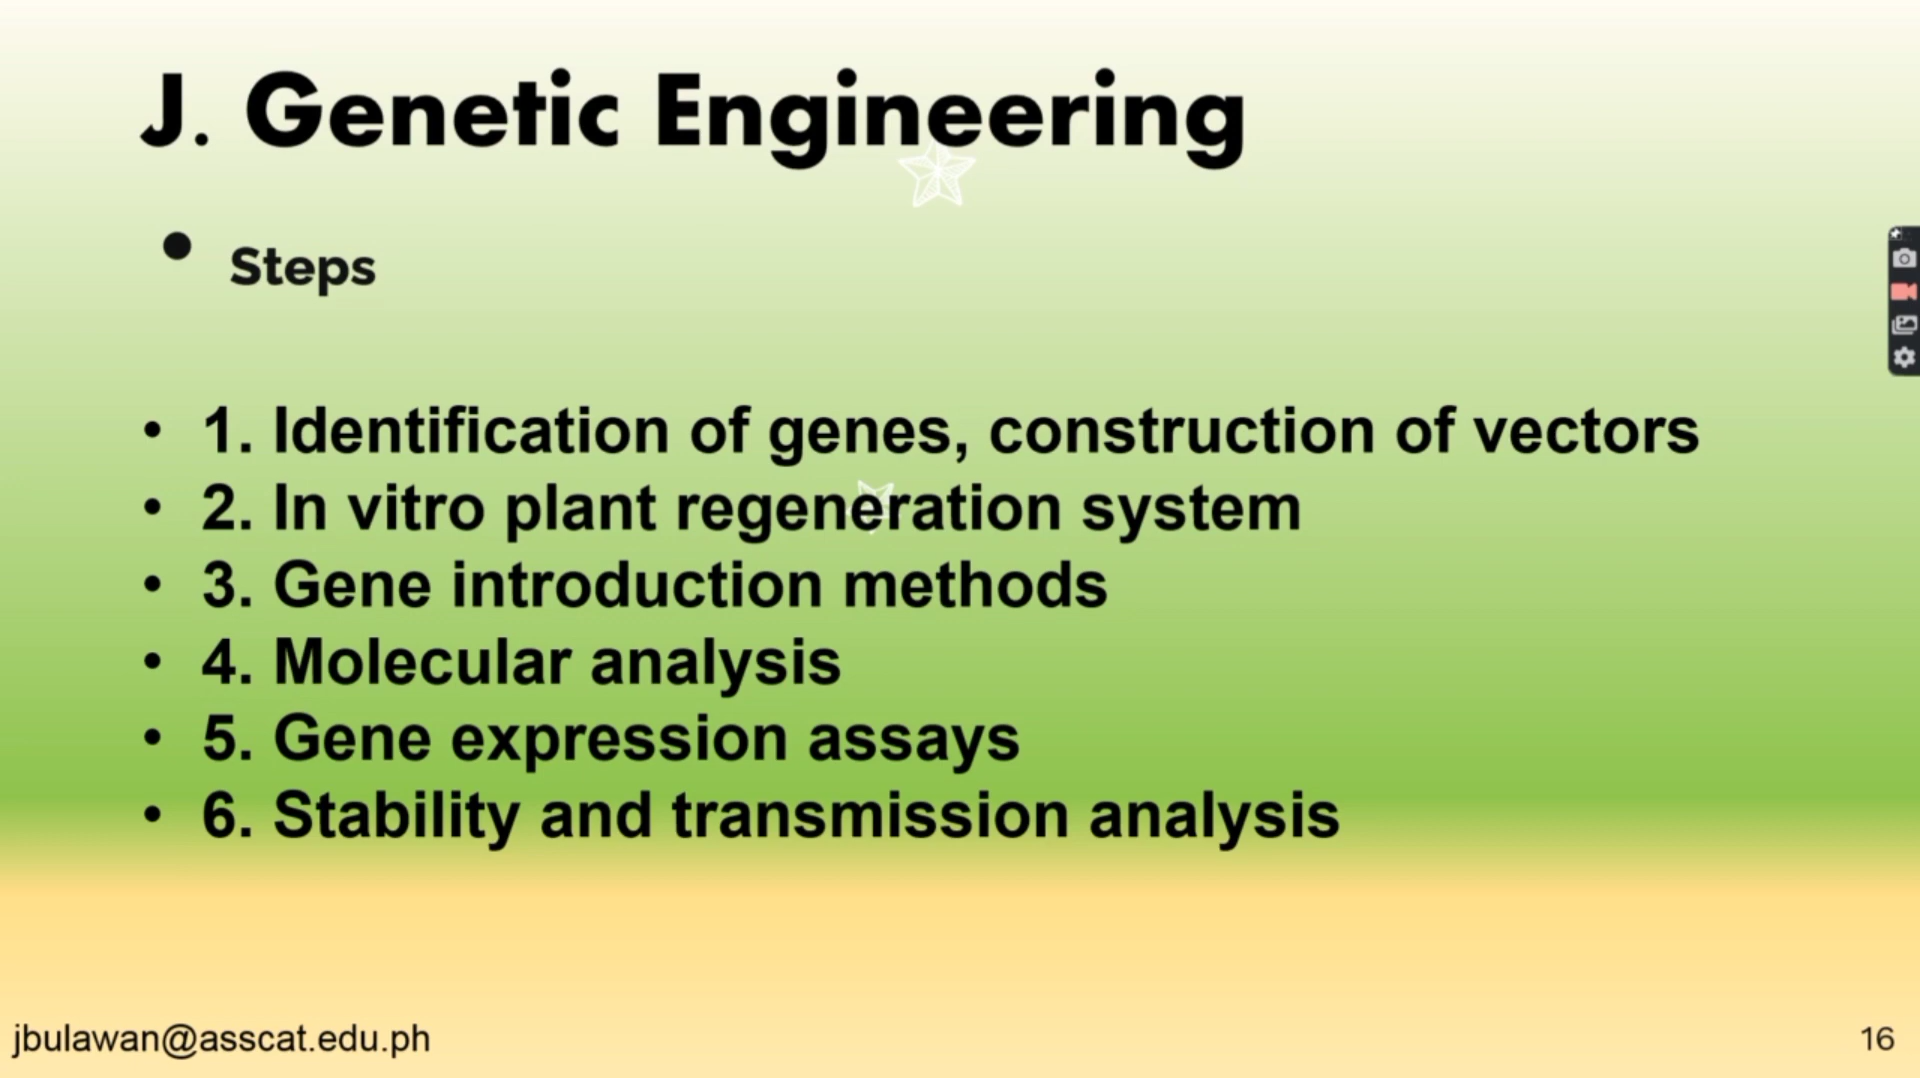 J. Genetic Engineering
• Steps
• 1. Identification of genes, construction of vectors
• 2. In vitro plant regeneration system
• 3. Gene introduction methods
• 4. Molecular analysis
• 5. Gene expression assays
• 6. Stability and transmission analysis
jbulawan@asscat.edu.ph
16